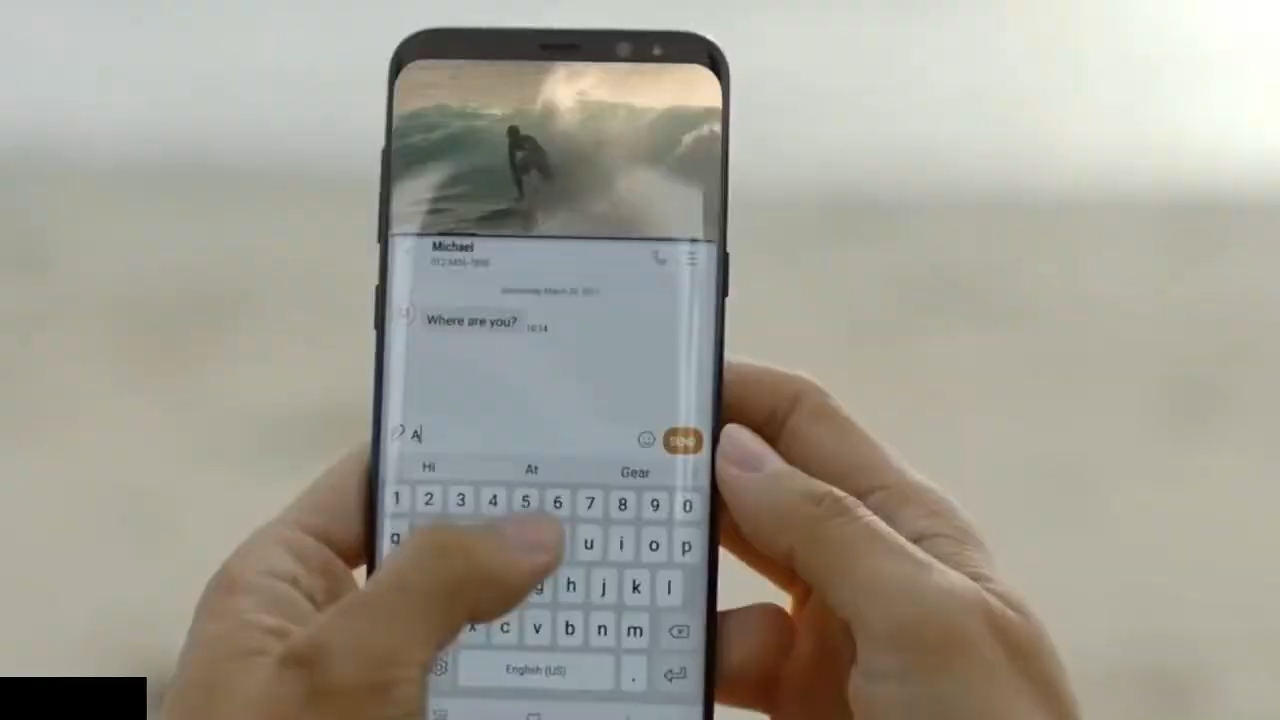 Michael
Where are you?
A
SEND
Hi At Gear
1 2 3 4 5 6 7 8 9 0
q u i o p
g h j k l
x c v b n m
English (US) .